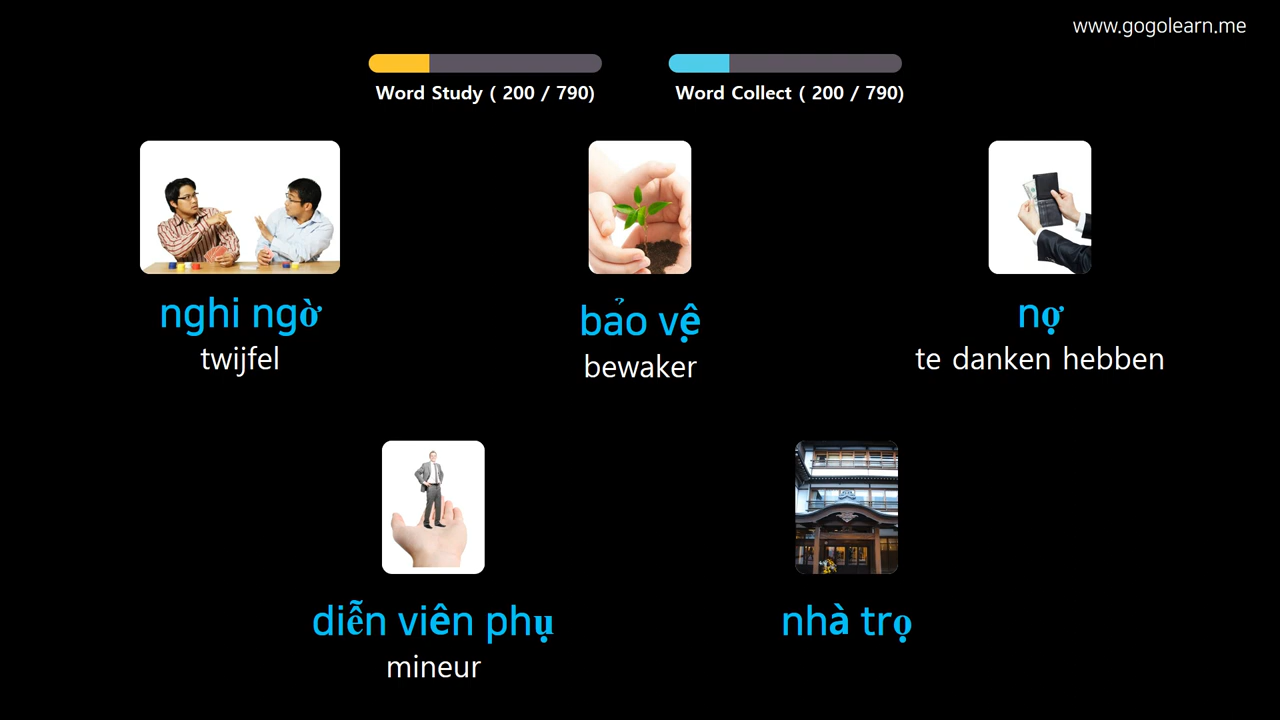 www.gogolearn.me
Word Study ( 200 / 790)
Word Collect ( 200 / 790)
nghi ngờ
twijfel
bảo vệ
bewaker
nợ
te danken hebben
diễn viên phụ
mineur
nhà trọ